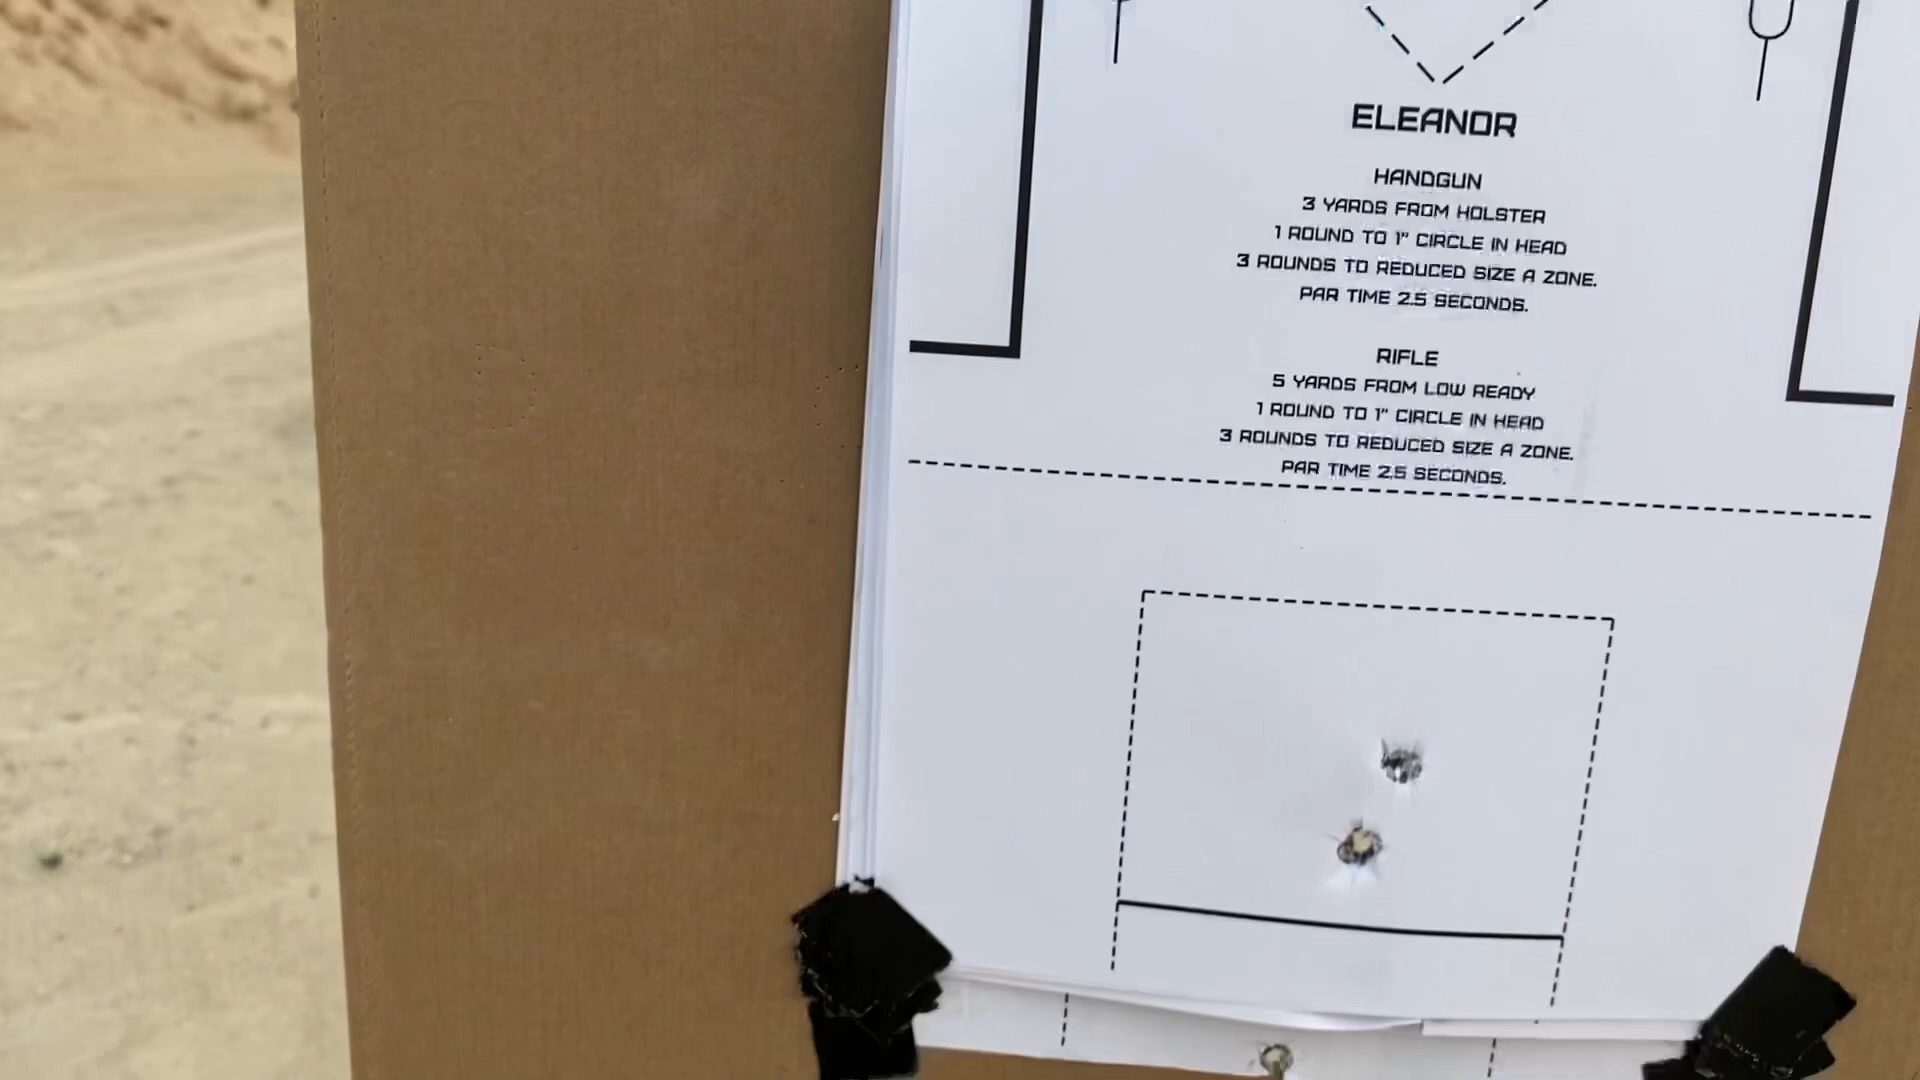 ELEANOR
HANDGUN
3 YARDS FROM HOLSTER
1 ROUND TO 1" CIRCLE IN HEAD
3 ROUNDS TO REDUCED SIZE A ZONE.
PAR TIME 2.5 SECONDS.
RIFLE
5 YARDS FROM LOW READY
1 ROUND TO 1" CIRCLE IN HEAD
3 ROUNDS TO REDUCED SIZE A ZONE.
PAR TIME 2.5 SECONDS.